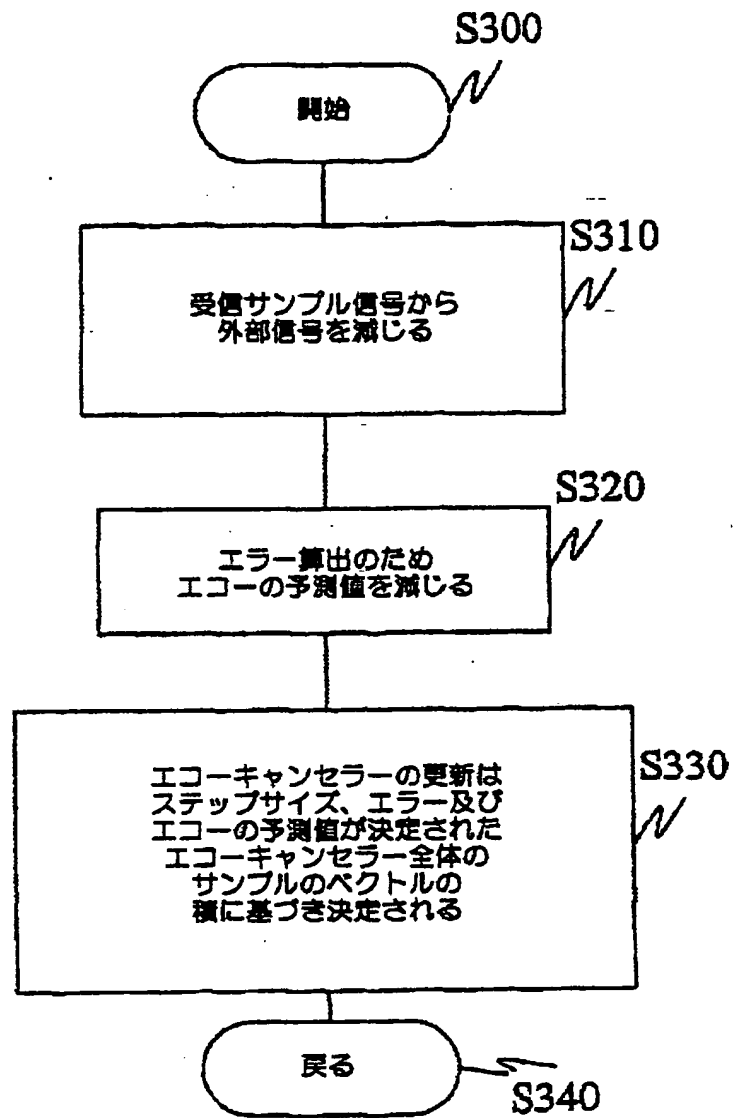 S300
開始
S310
受信サンプル信号から
外部信号を減じる
S320
エラー算出のため
エコーの予測値を減じる
S330
エコーキャンセラーの更新は
ステップサイズ、エラー及び
エコーの予測値が決定された
エコーキャンセラー全体の
サンプルのベクトルの
積に基づき決定される
戻る
S340